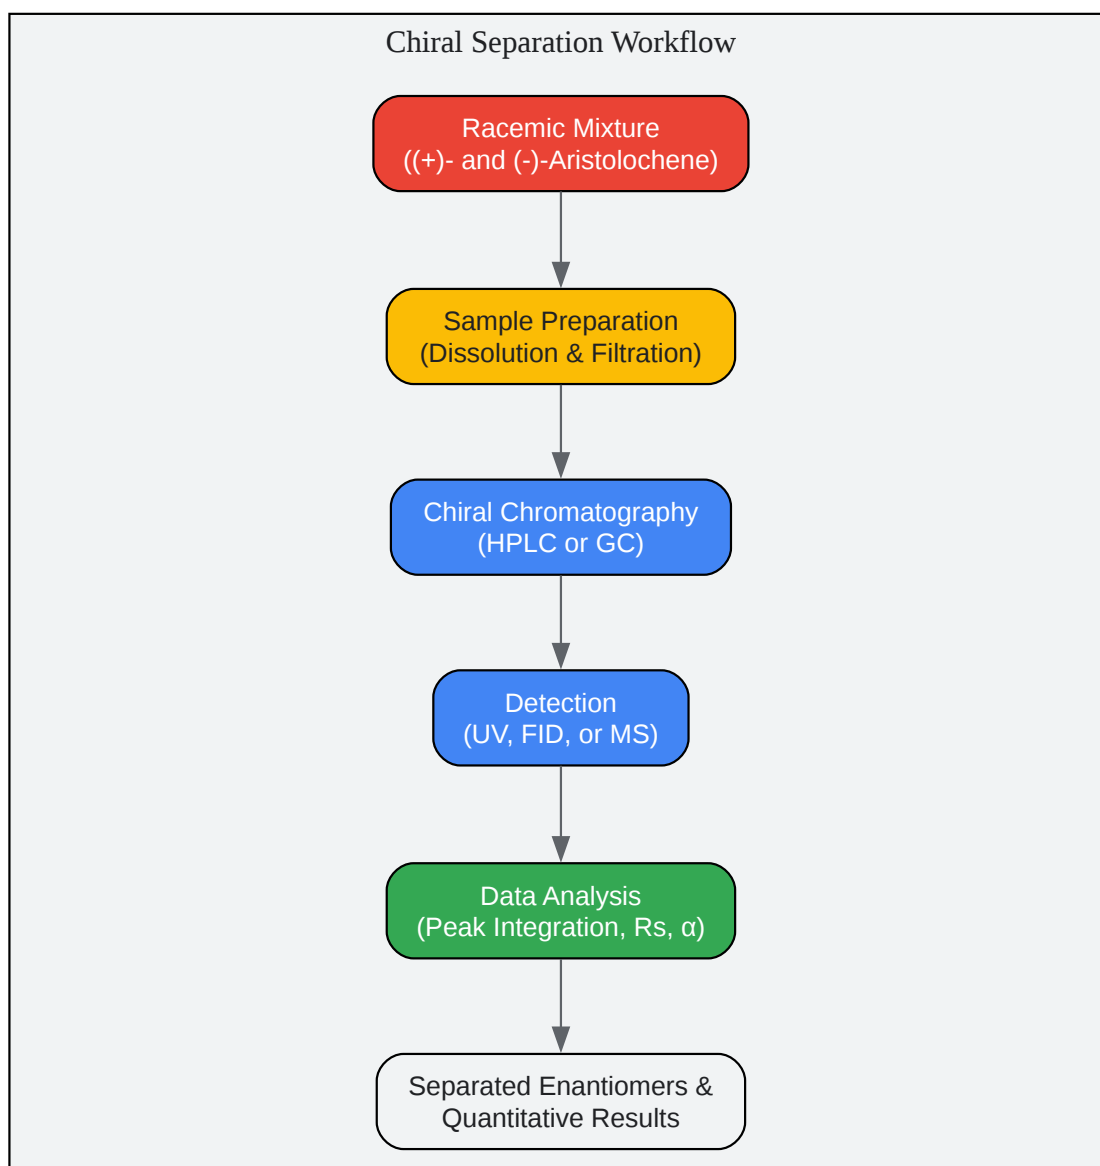 Chiral Separation Workflow
Racemic Mixture
((+)- and (-)-Aristolochene)
Sample Preparation
(Dissolution & Filtration)
Chiral Chromatography
(HPLC or GC)
Detection
(UV, FID, or MS)
Data Analysis
(Peak Integration, Rs, α)
Separated Enantiomers &
Quantitative Results